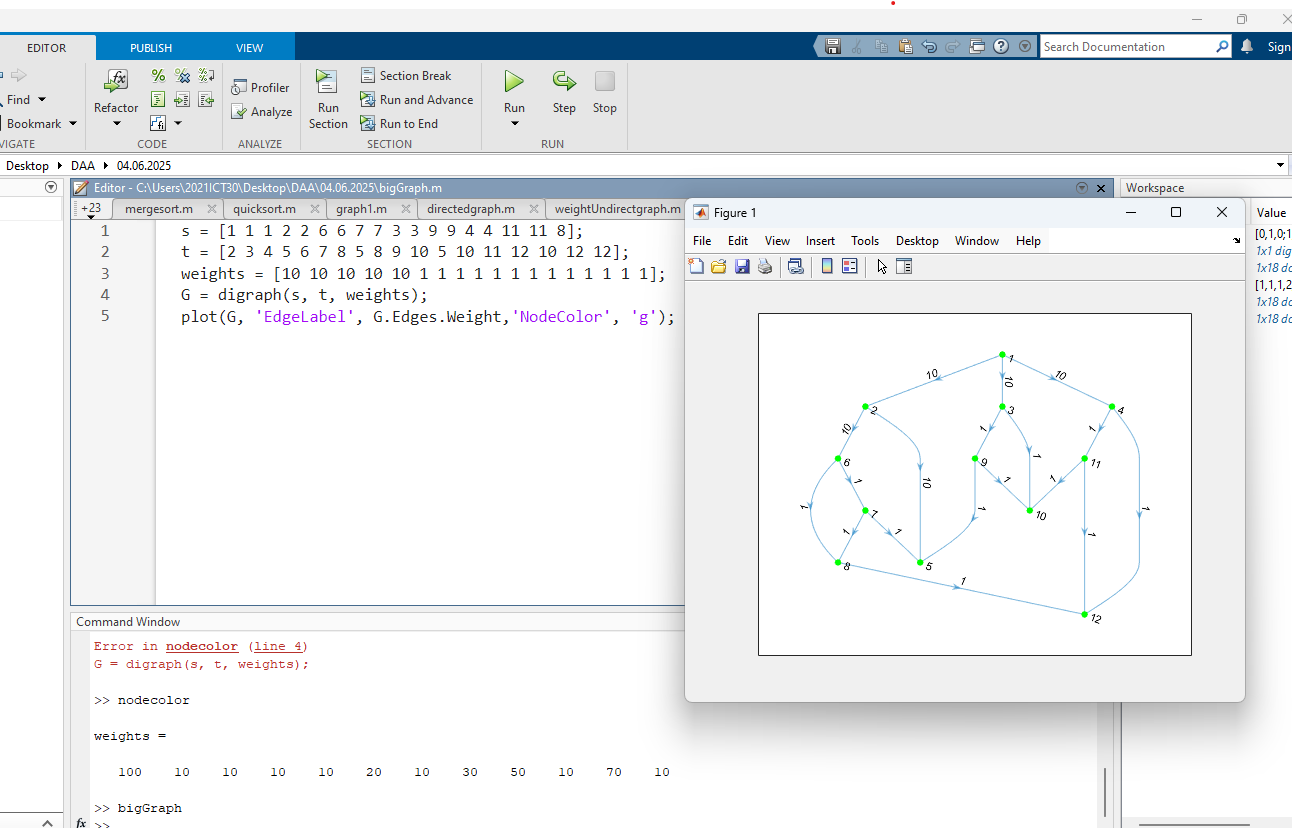 EDITOR PUBLISH VIEW
Search Documentation
Sign
Find
Bookmark
VIGATE
Refactor
CODE
Profiler
Analyze
ANALYZE
Run
Section
Section Break
Run and Advance
Run to End
SECTION
Run
Step
Stop
RUN
Desktop DAA 04.06.2025
Editor - C:\Users\2021ICT30\Desktop\DAA\04.06.2025\bigGraph.m
+23 mergesort.m quicksort.m graph1.m directedgraph.m weightUndirectgraph.m
1 s = [1 1 1 2 2 6 6 7 7 3 3 9 9 4 4 11 11 8];
2 t = [2 3 4 5 6 7 8 5 8 9 10 5 10 11 12 10 12 12];
3 weights = [10 10 10 10 10 1 1 1 1 1 1 1 1 1 1 1 1 1];
4 G = digraph(s, t, weights);
5 plot(G, 'EdgeLabel', G.Edges.Weight,'NodeColor', 'g');
Workspace
Value
[0,1,0;1
1x1 dig
1x18 do
[1,1,1,2
1x18 do
1x18 do
Figure 1
File Edit View Insert Tools Desktop Window Help
1
10 10 10
2 3 4
10 1 1
6 9 11
1 10 1 1 1
1 7 10 1 1
1 1 1
8 5
1
12
Command Window
Error in nodecolor (line 4)
G = digraph(s, t, weights);
>> nodecolor
weights =
100 10 10 10 10 20 10 30 50 10 70 10
>> bigGraph
fx >>